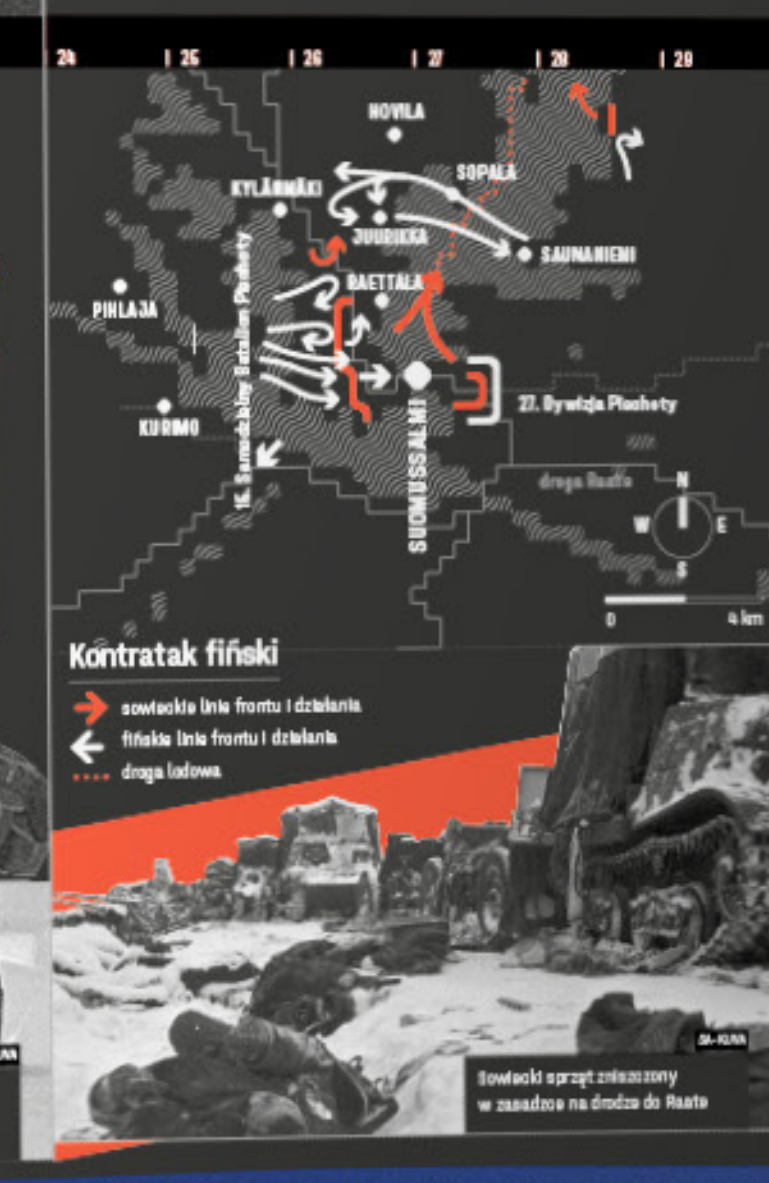 24 25 26 27 28 29
HOVILA
SOPALA
KYLÄNMÄKI
JUURIKKA
SAUNANIEMI
RAETTALA
PIHLAJA
16. Samodzielny Batalion Piechoty
27. Dywizja Piechoty
KURIMO
SUOMUSSALMI
droga Raate
N
W E
S
0 4 km
Kontratak fiński
sowieckie linie frontu i działania
fińskie linie frontu i działania
droga lodowa
SA-KUVA
Sowiecki sprzęt zniszczony
w zasadzce na drodze do Raate